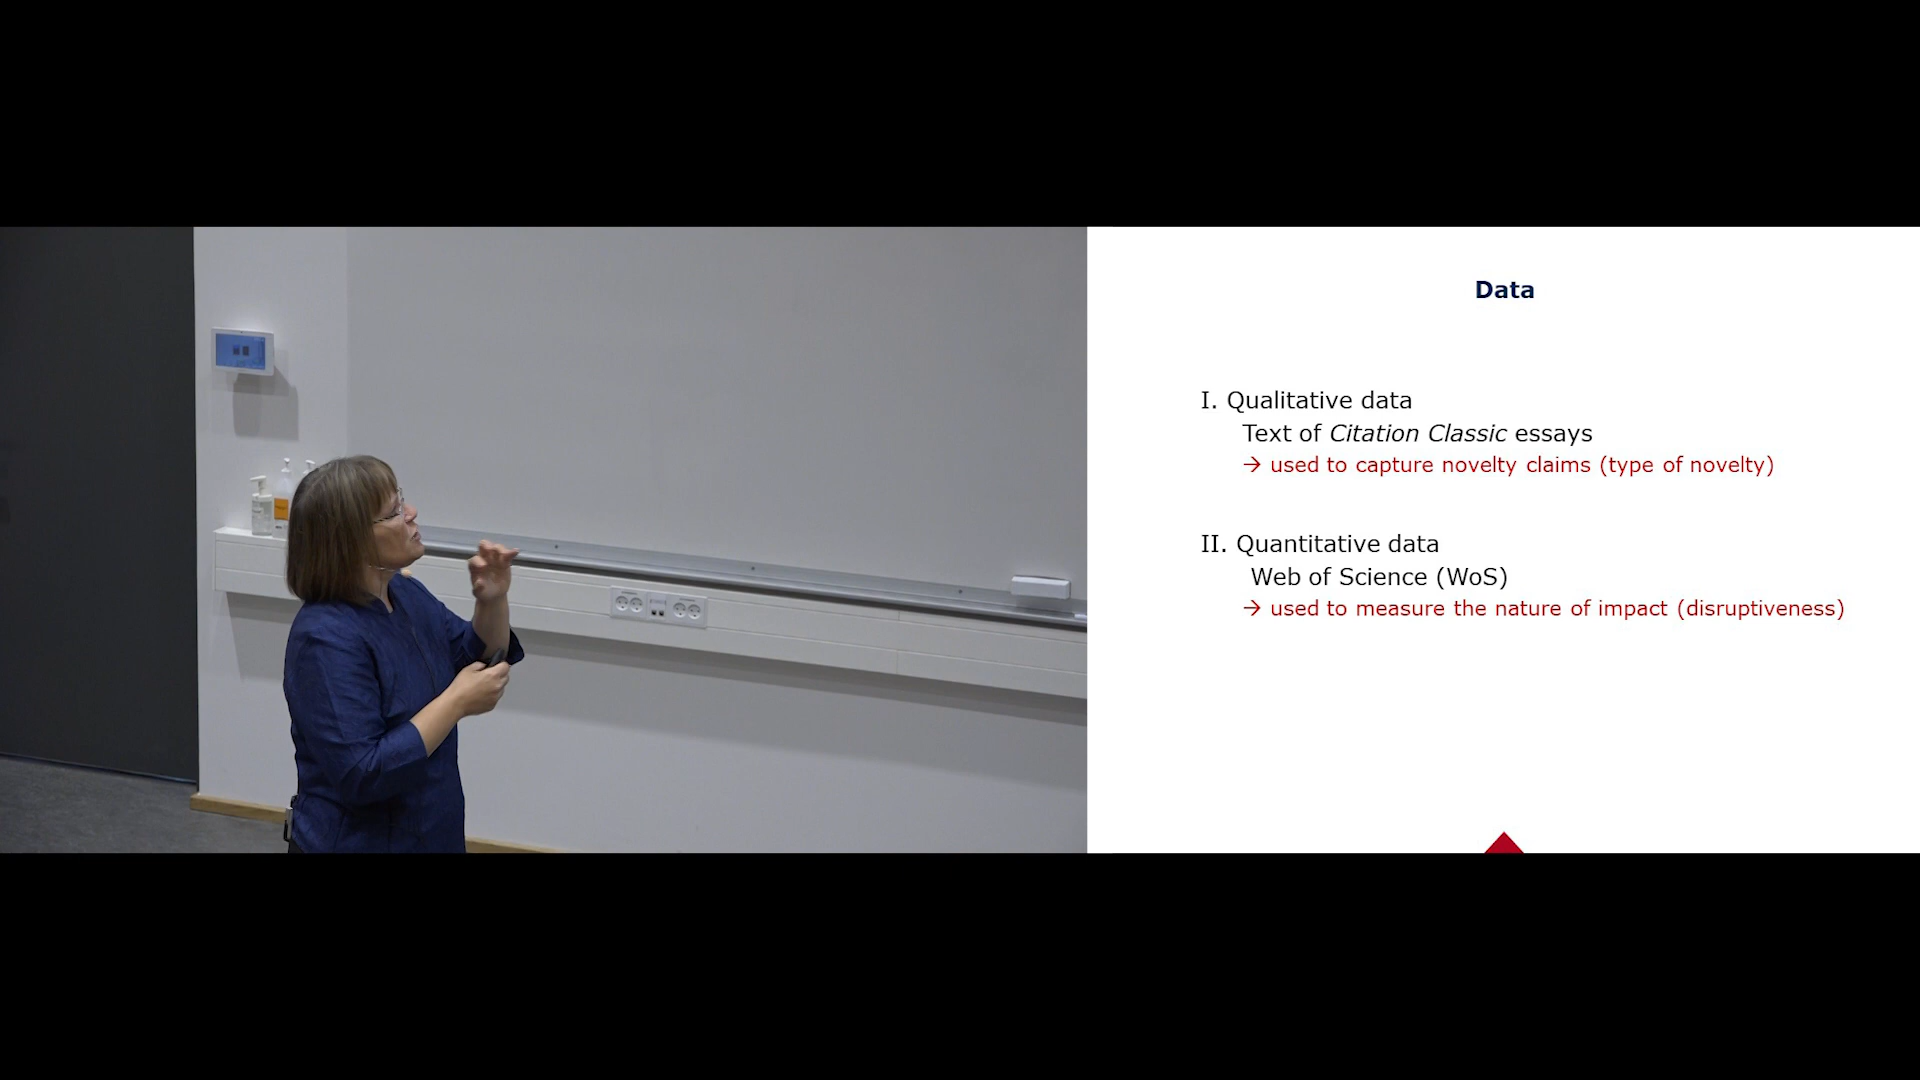 Data
I. Qualitative data
Text of Citation Classic essays
→ used to capture novelty claims (type of novelty)
II. Quantitative data
Web of Science (WoS)
→ used to measure the nature of impact (disruptiveness)